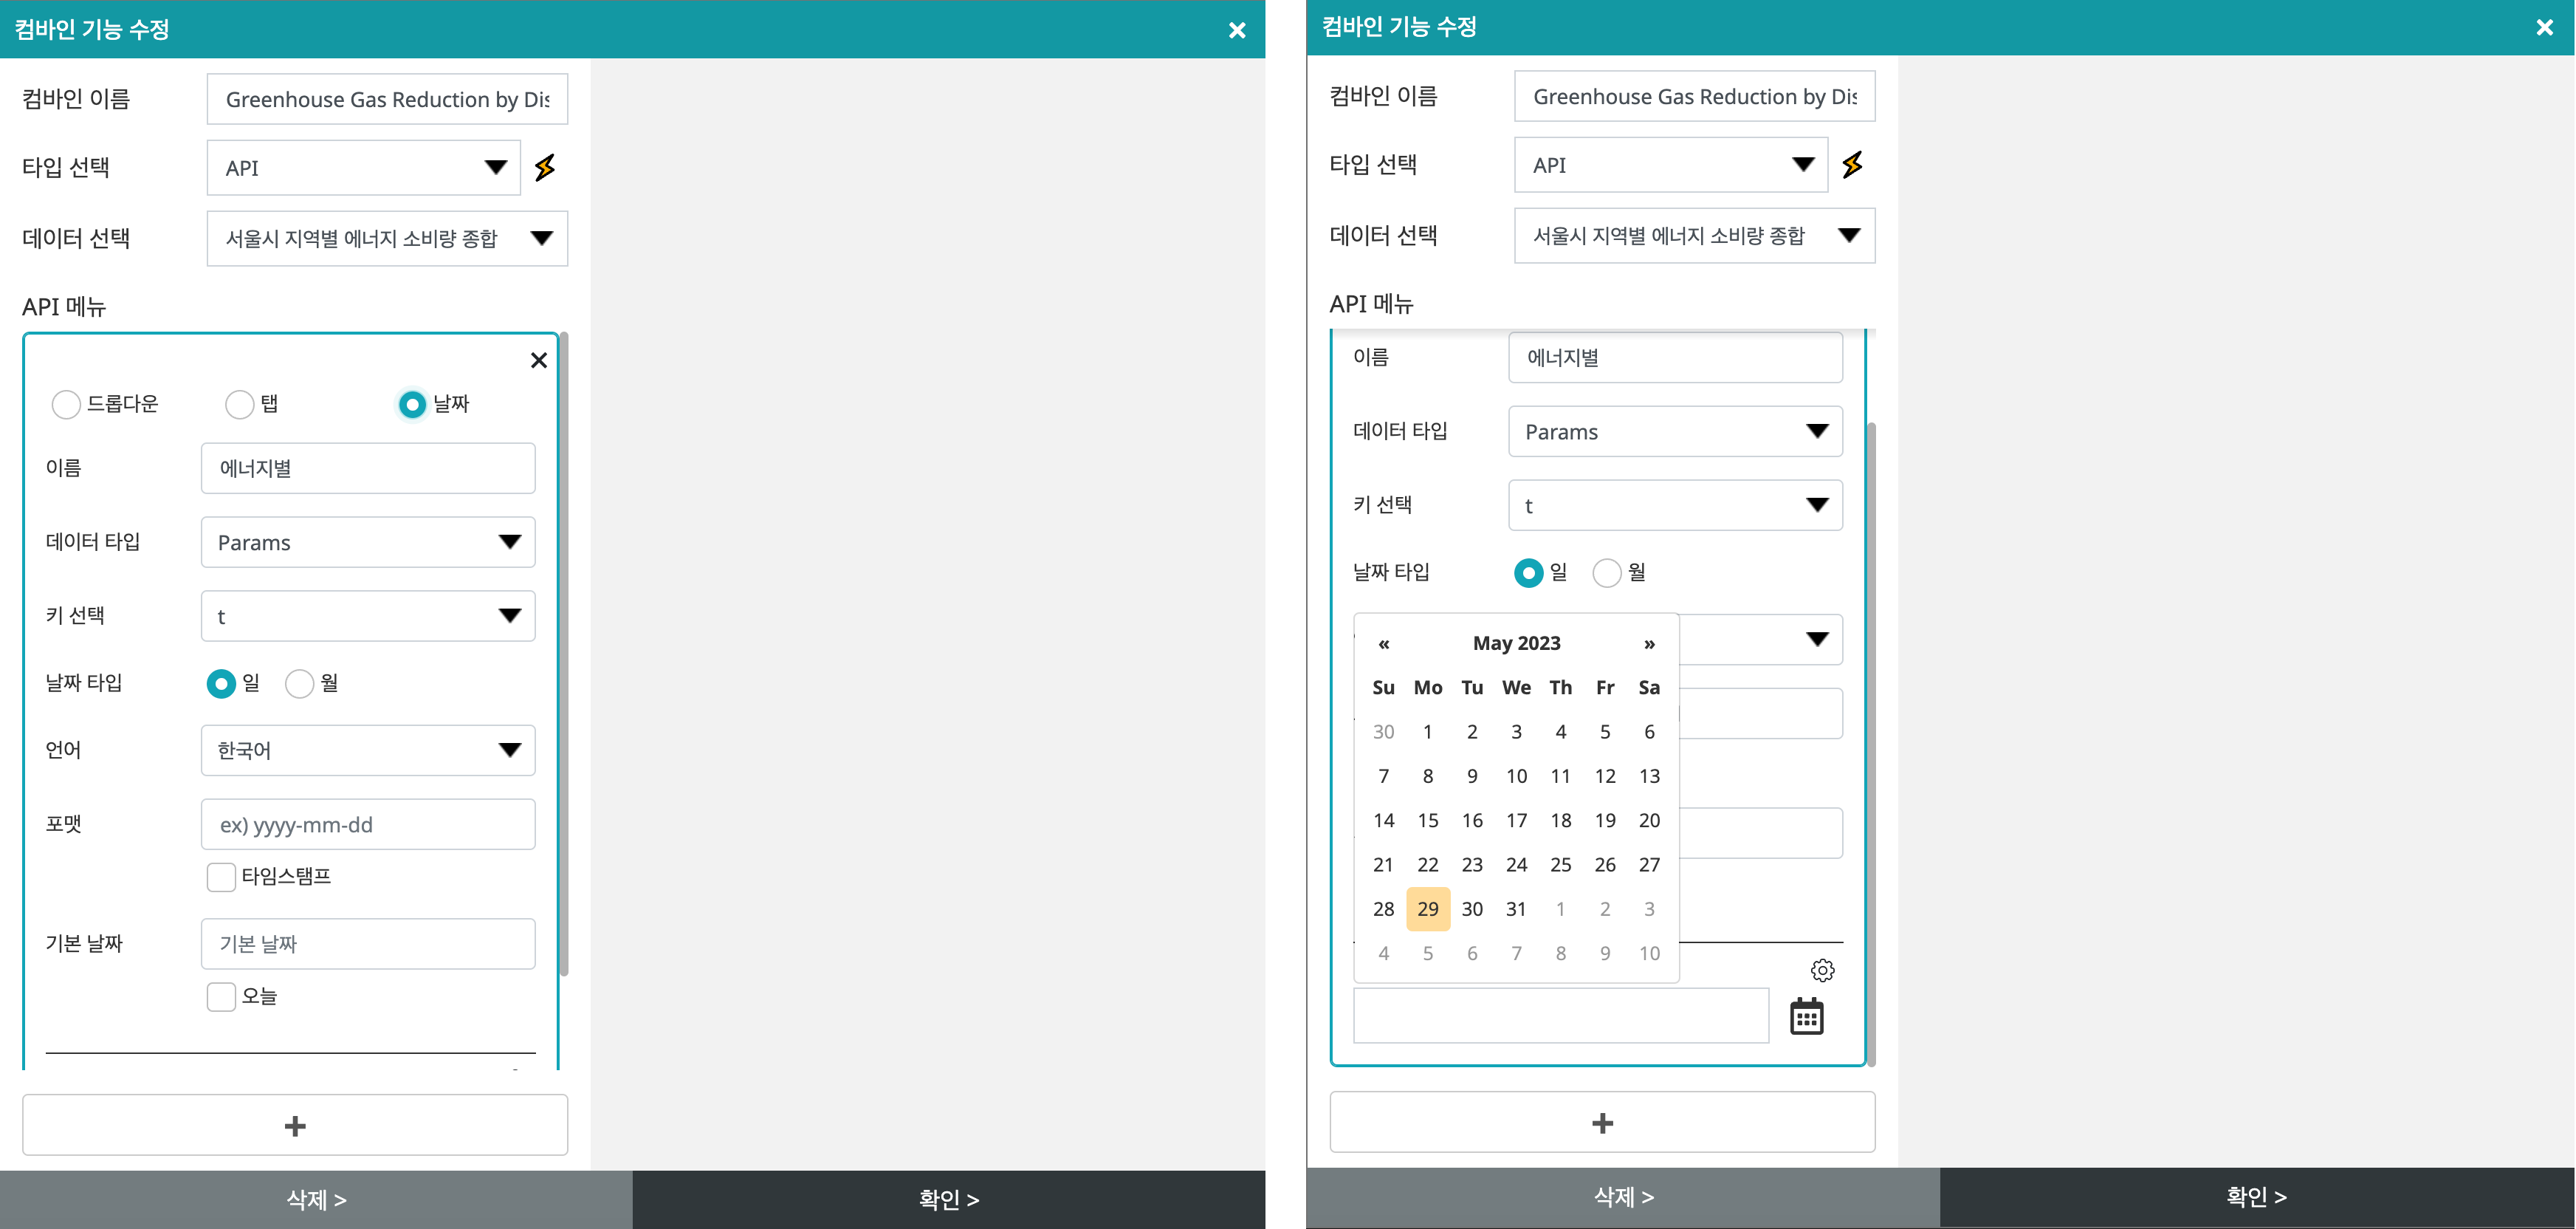 컴바인 기능 수정
컴바인 이름 Greenhouse Gas Reduction by Dis
타입 선택 API
데이터 선택 서울시 지역별 에너지 소비량 종합
API 메뉴
드롭다운 탭 날짜
이름 에너지별
데이터 타입 Params
키 선택 t
날짜 타입 일 월
언어 한국어
포맷 ex) yyyy-mm-dd
타임스탬프
기본 날짜 기본 날짜
오늘
+
삭제 > 확인 >
컴바인 기능 수정
컴바인 이름 Greenhouse Gas Reduction by Dis
타입 선택 API
데이터 선택 서울시 지역별 에너지 소비량 종합
API 메뉴
이름 에너지별
데이터 타입 Params
키 선택 t
날짜 타입 일 월
« May 2023 »
Su Mo Tu We Th Fr Sa
30 1 2 3 4 5 6
7 8 9 10 11 12 13
14 15 16 17 18 19 20
21 22 23 24 25 26 27
28 29 30 31 1 2 3
4 5 6 7 8 9 10
+
삭제 > 확인 >